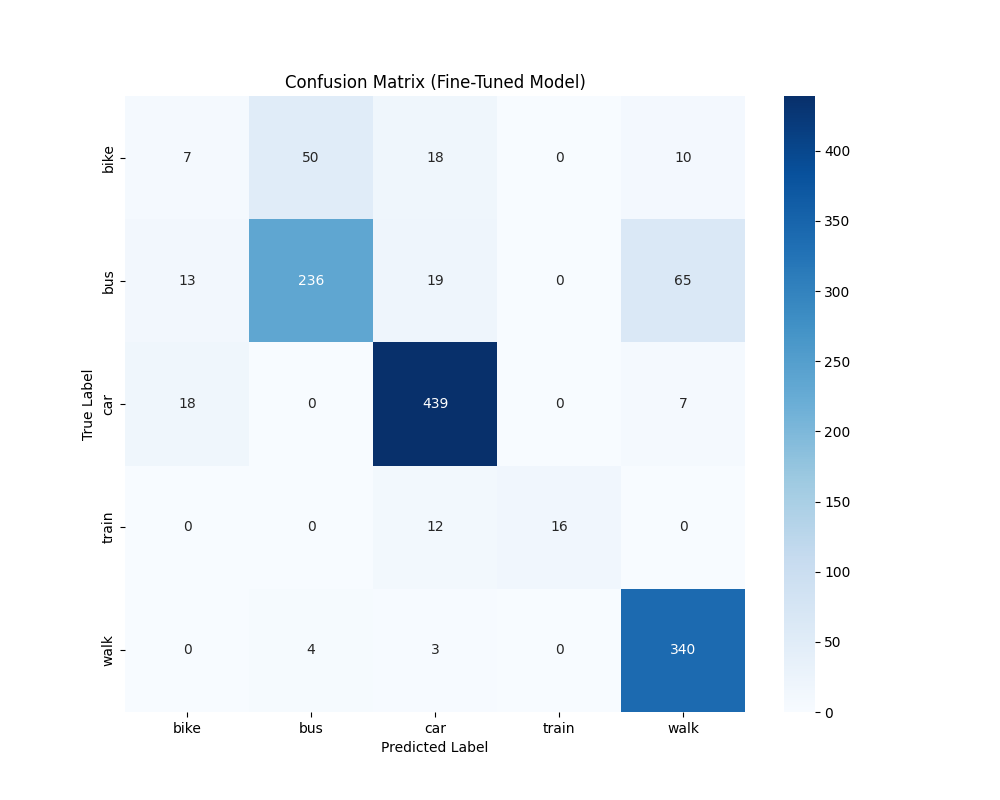 Confusion Matrix (Fine-Tuned Model)
True Label
bike 7 50 18 0 10
bus 13 236 19 0 65
car 18 0 439 0 7
train 0 0 12 16 0
walk 0 4 3 0 340
bike bus car train walk
Predicted Label
400
350
300
250
200
150
100
50
0